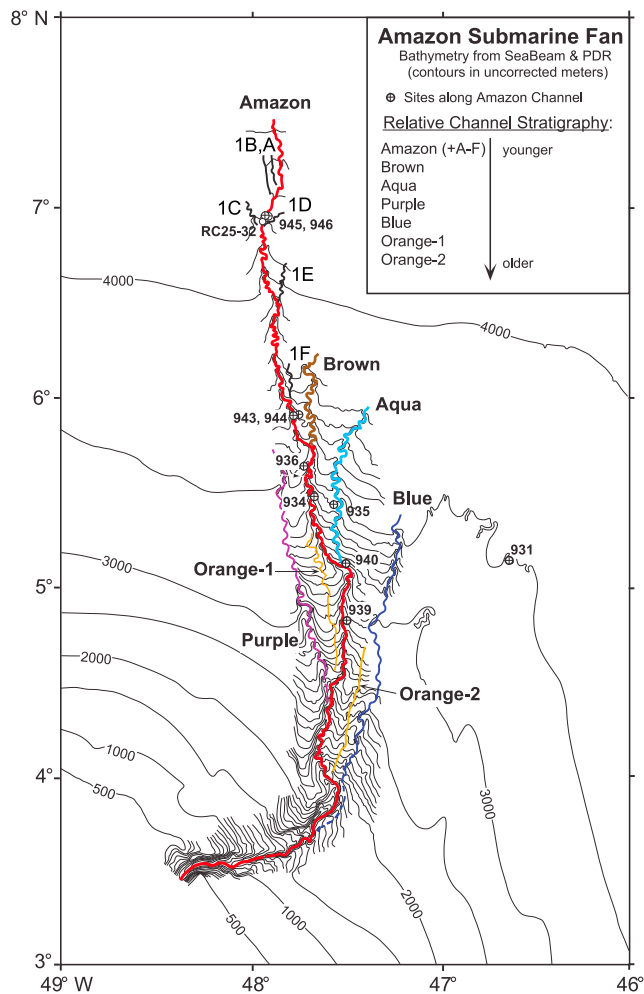 8° N
Amazon Submarine Fan
Bathymetry from SeaBeam & PDR
(contours in uncorrected meters)
Sites along Amazon Channel
Relative Channel Stratigraphy:
Amazon (+A-F) younger
Brown
Aqua
Purple
Blue
Orange-1
Orange-2
older
Amazon
1B,A
7°
1C
1D
RC25-32
945, 946
1E
4000
4000
1F
Brown
6°
Aqua
943, 944
936
934
935
Blue
931
940
3000
5°
Orange-1
939
Purple
2000
Orange-2
1000
4°
500
3000
2000
1000
500
3°
49° W
48°
47°
46°